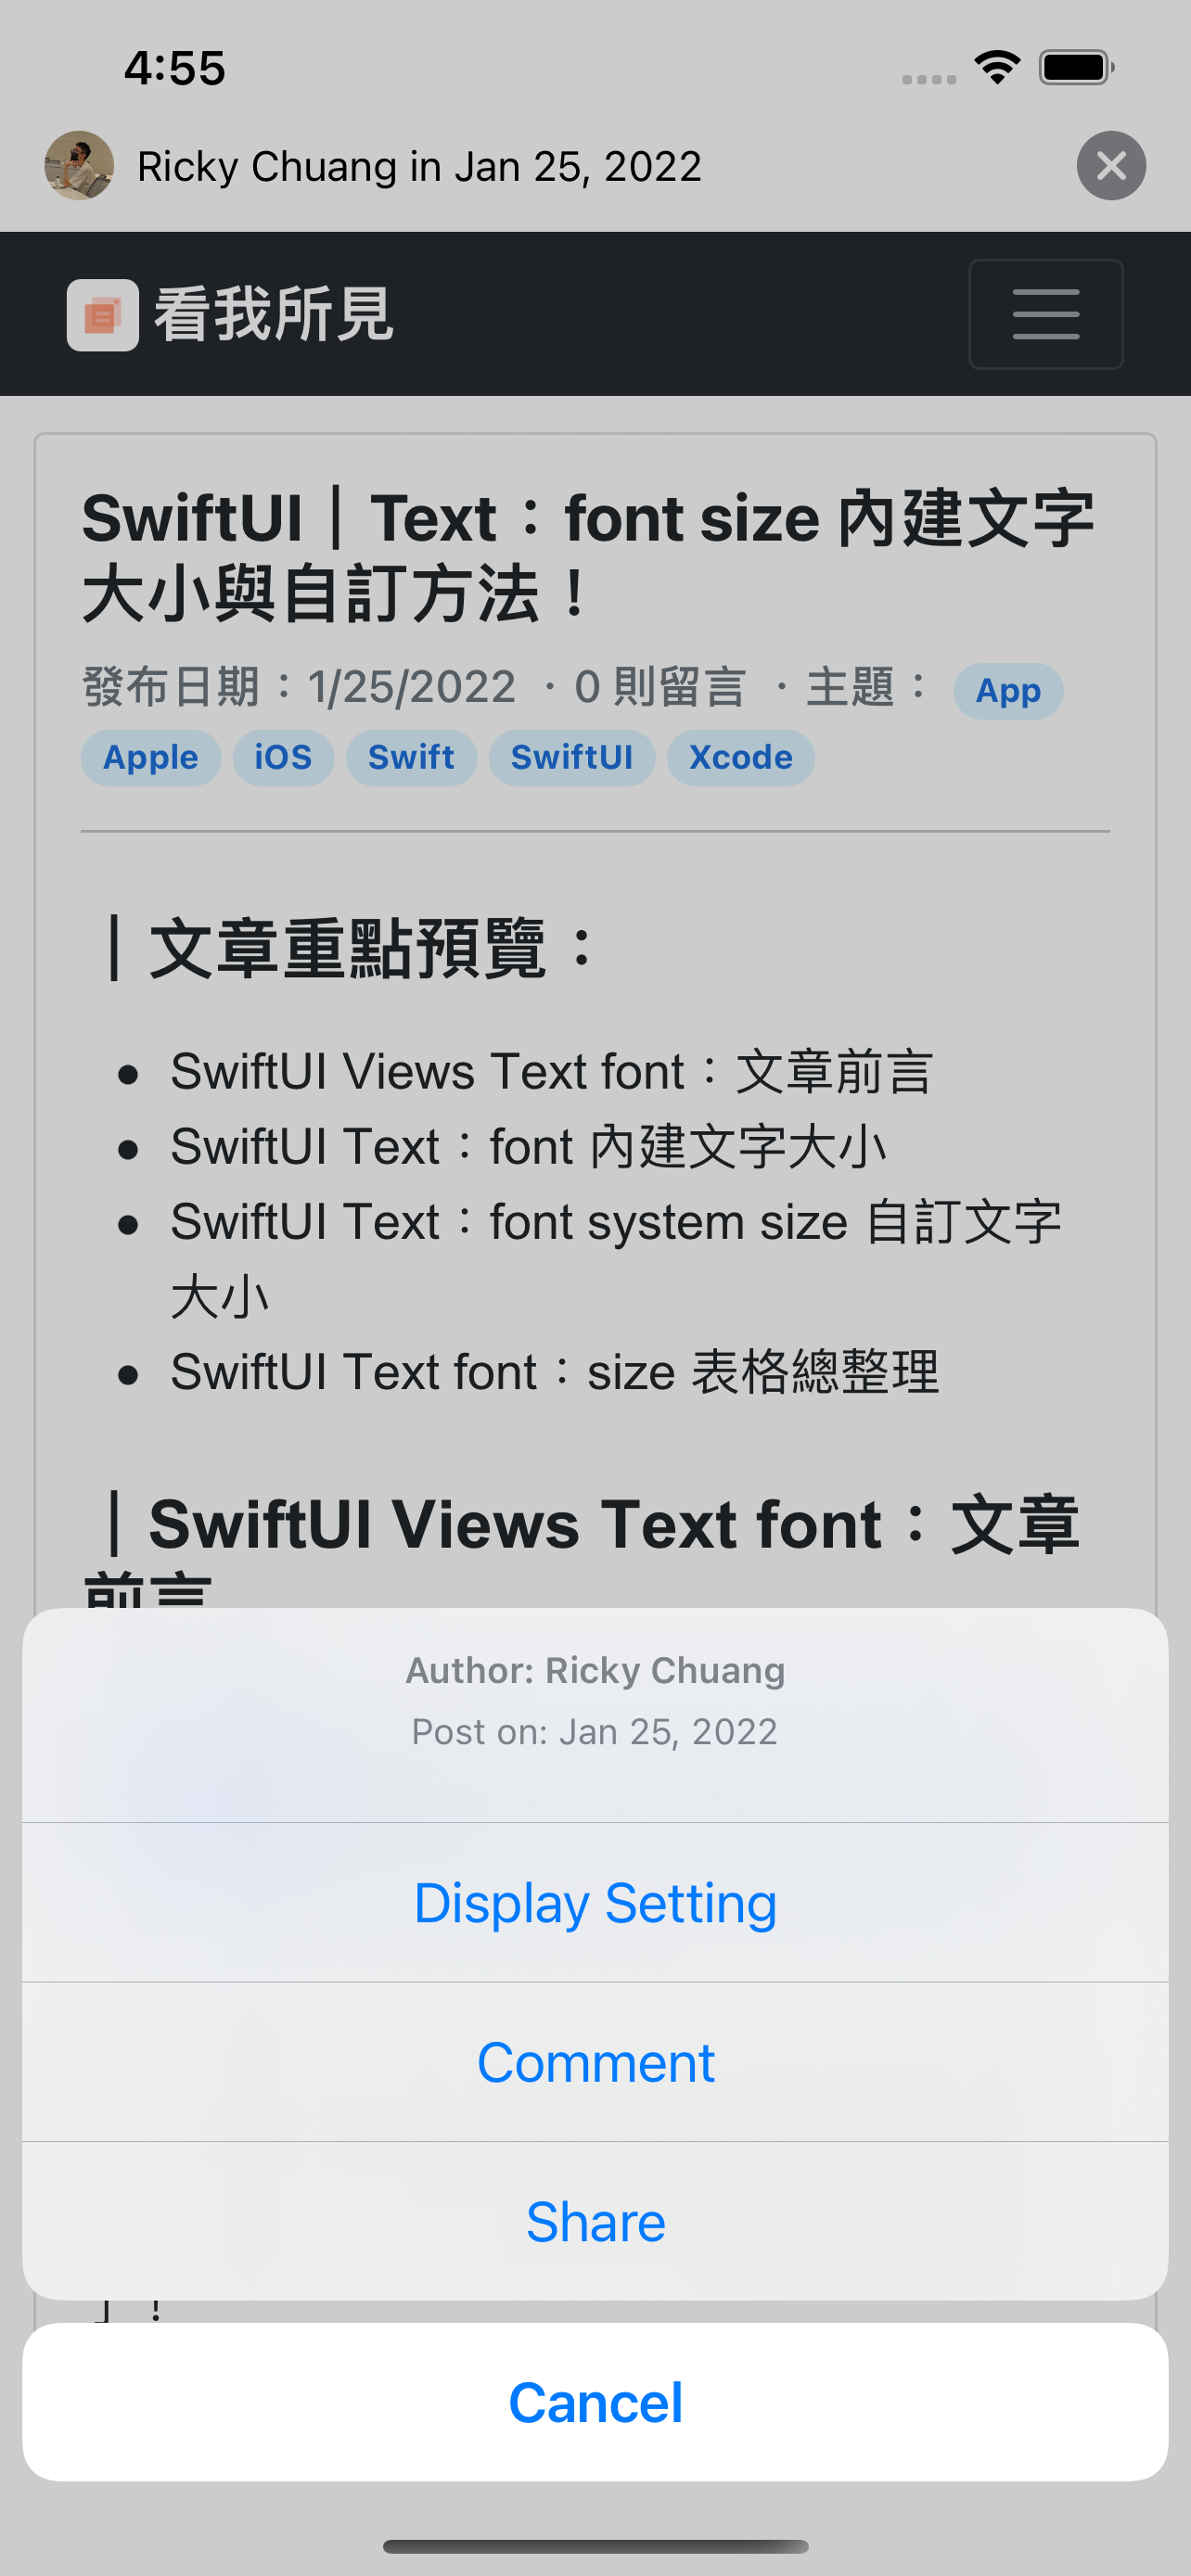 4:55
Ricky Chuang in Jan 25, 2022
看我所見
SwiftUI｜Text：font size 內建文字
大小與自訂方法！
發布日期：1/25/2022 ・0 則留言 ・主題： App
Apple iOS Swift SwiftUI Xcode
｜文章重點預覽：
SwiftUI Views Text font：文章前言
SwiftUI Text：font 內建文字大小
SwiftUI Text：font system size 自訂文字
大小
SwiftUI Text font：size 表格總整理
｜SwiftUI Views Text font：文章
前言
Author: Ricky Chuang
Post on: Jan 25, 2022
Display Setting
Comment
Share
」！
Cancel